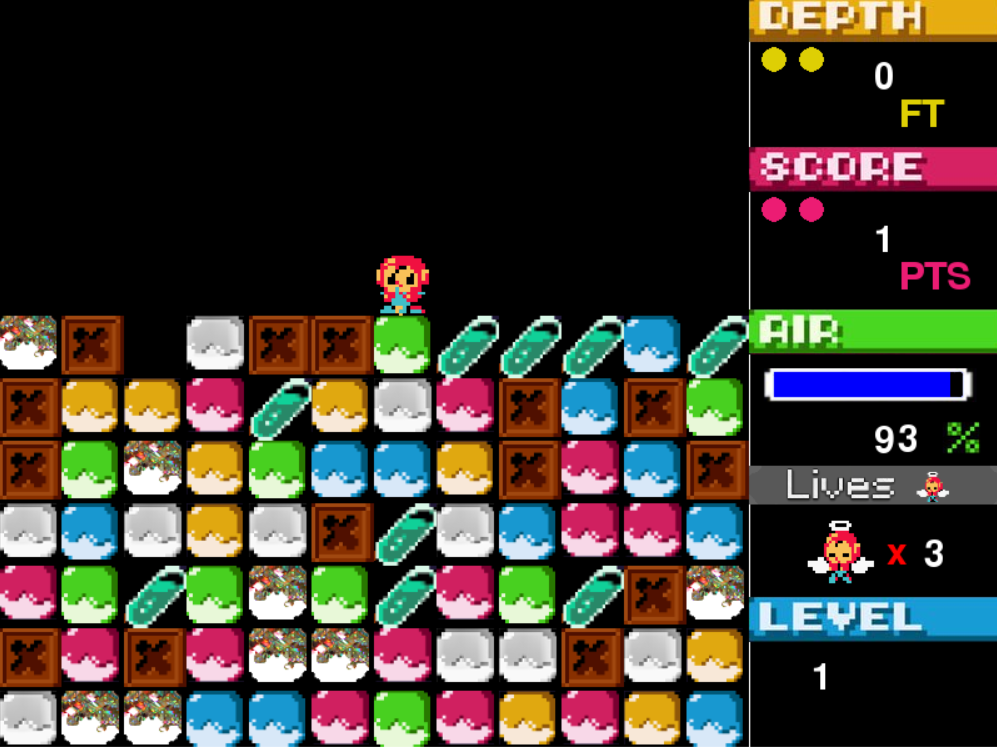 DEPTH
0
FT
SCORE
1
PTS
AIR
93 %
Lives
x 3
LEVEL
1